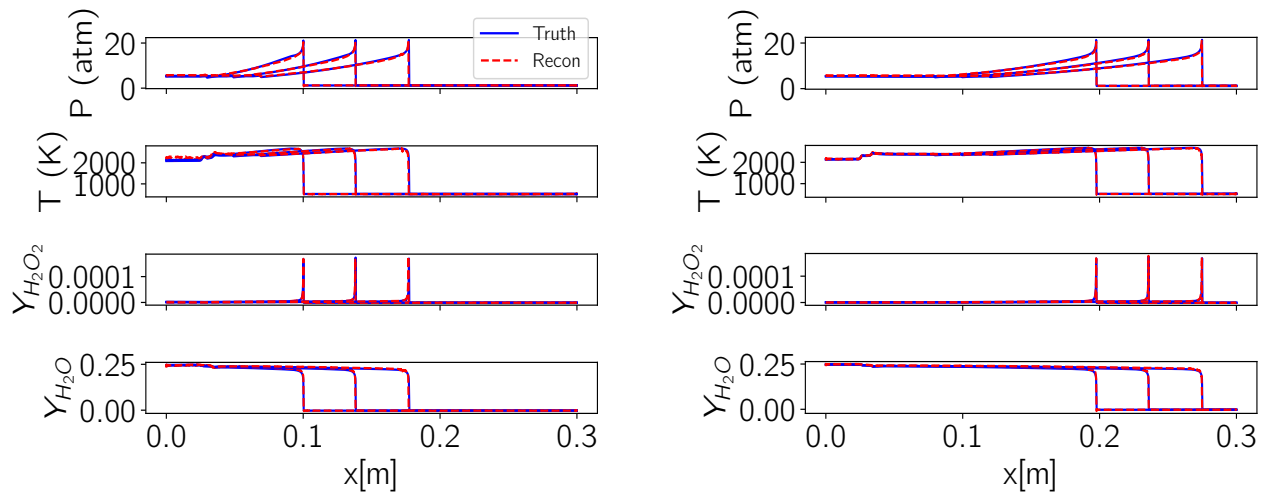 P (atm)
20
0
Truth
Recon
T (K)
2000
1000
Y_{H_2O_2}
0.0001
0.0000
Y_{H_2O}
0.25
0.00
0.0 0.1 0.2 0.3
x[m]
P (atm)
20
0
T (K)
2000
1000
Y_{H_2O_2}
0.0001
0.0000
Y_{H_2O}
0.25
0.00
0.0 0.1 0.2 0.3
x[m]